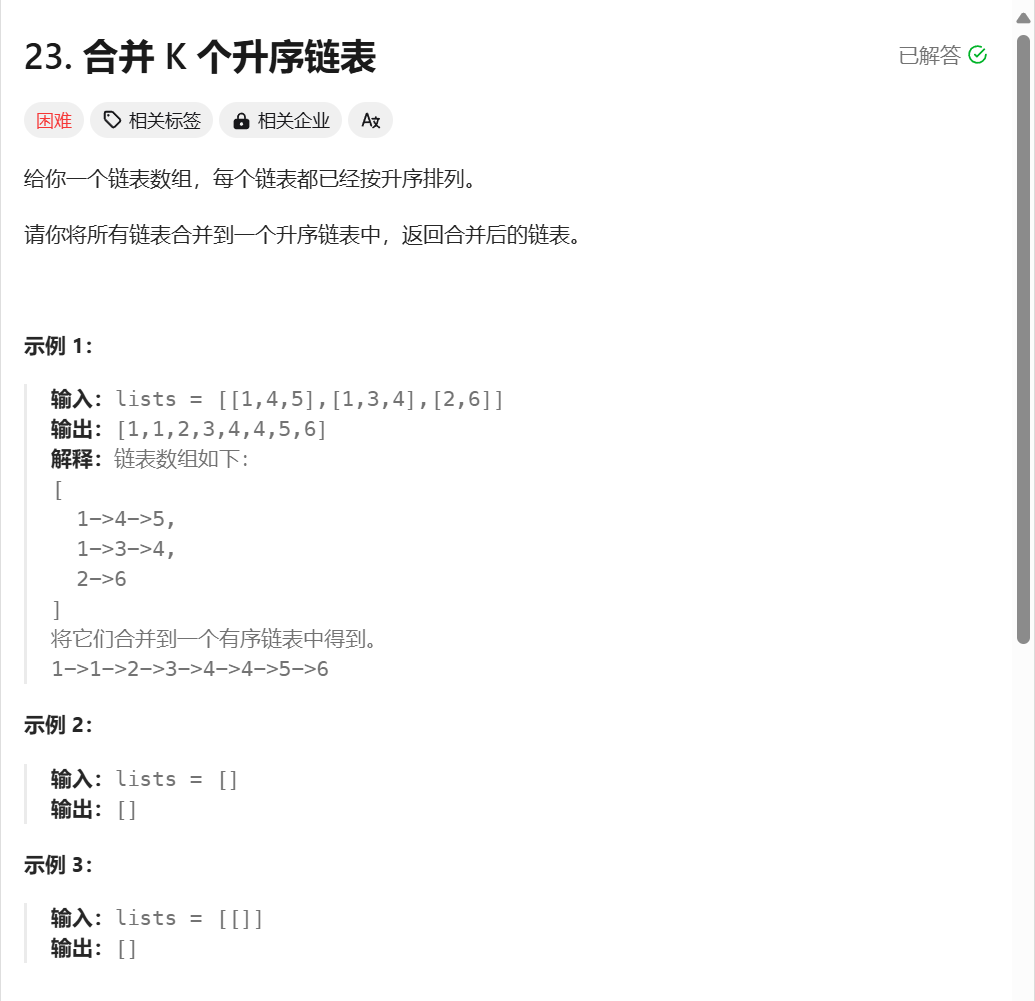 23. 合并 K 个升序链表
已解答
困难 相关标签 相关企业 Ax
给你一个链表数组，每个链表都已经按升序排列。
请你将所有链表合并到一个升序链表中，返回合并后的链表。
示例 1：
输入：lists = [[1,4,5],[1,3,4],[2,6]]
输出：[1,1,2,3,4,4,5,6]
解释：链表数组如下：
[
  1->4->5,
  1->3->4,
  2->6
]
将它们合并到一个有序链表中得到。
1->1->2->3->4->4->5->6
示例 2：
输入：lists = []
输出：[]
示例 3：
输入：lists = [[]]
输出：[]